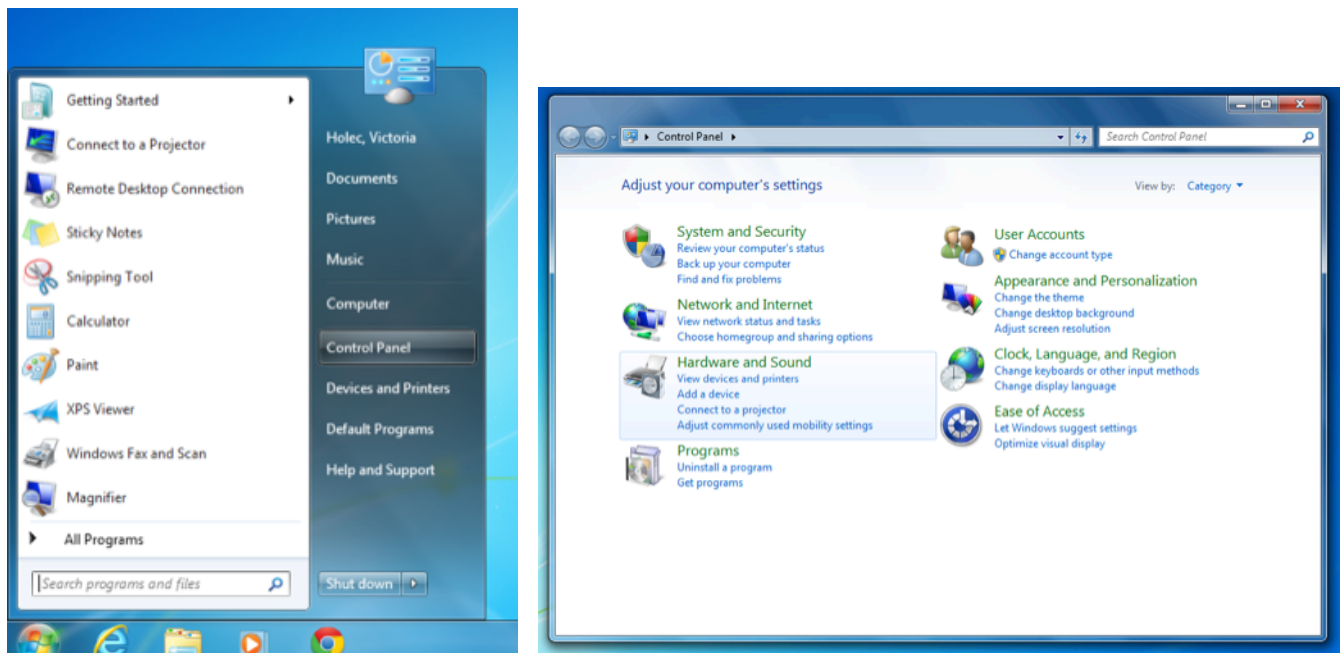 Getting Started
Connect to a Projector
Remote Desktop Connection
Sticky Notes
Snipping Tool
Calculator
Paint
XPS Viewer
Windows Fax and Scan
Magnifier
All Programs
Search programs and files
Holec, Victoria
Documents
Pictures
Music
Computer
Control Panel
Devices and Printers
Default Programs
Help and Support
Shut down
Control Panel
Search Control Panel
Adjust your computer's settings
View by: Category
System and Security
Review your computer's status
Back up your computer
Find and fix problems
Network and Internet
View network status and tasks
Choose homegroup and sharing options
Hardware and Sound
View devices and printers
Add a device
Connect to a projector
Adjust commonly used mobility settings
Programs
Uninstall a program
Get programs
User Accounts
Change account type
Appearance and Personalization
Change the theme
Change desktop background
Adjust screen resolution
Clock, Language, and Region
Change keyboards or other input methods
Change display language
Ease of Access
Let Windows suggest settings
Optimize visual display